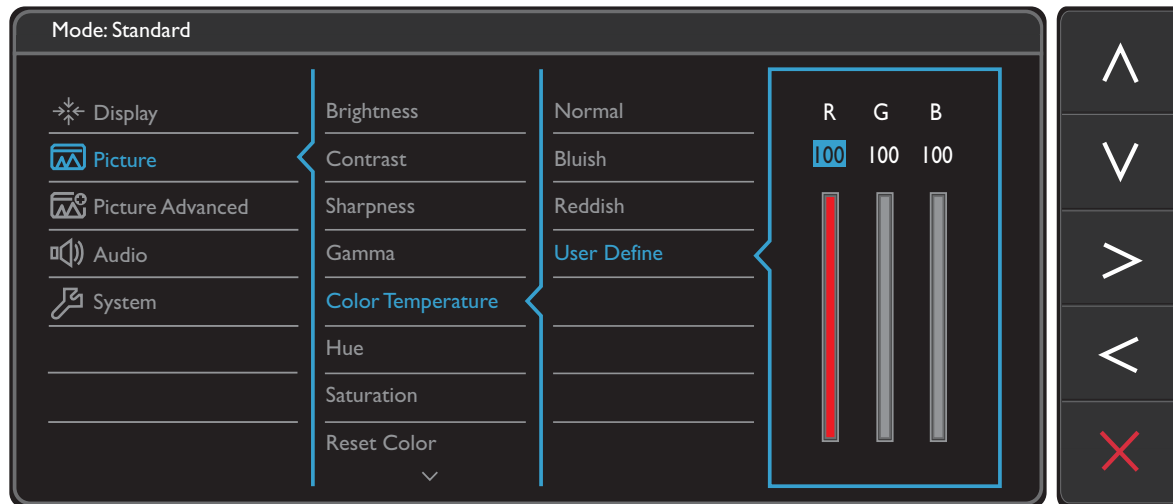 Mode: Standard
Display
Picture
Picture Advanced
Audio
System
Brightness
Contrast
Sharpness
Gamma
Color Temperature
Hue
Saturation
Reset Color
Normal
Bluish
Reddish
User Define
R G B
100 100 100